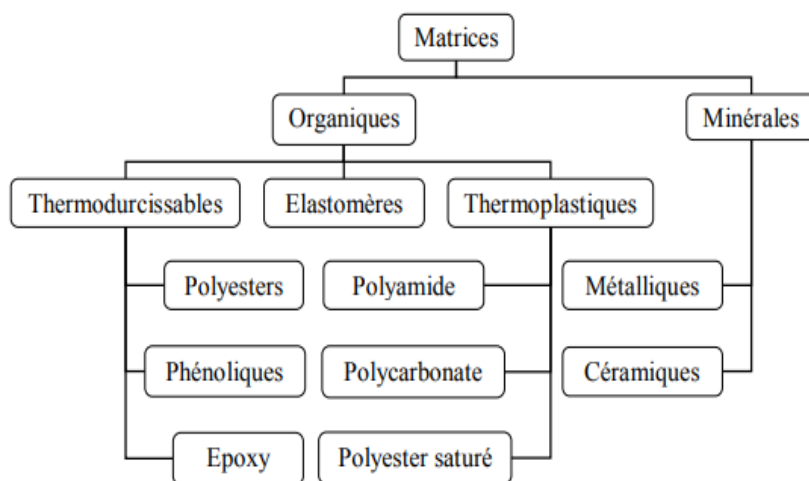 Matrices
Organiques
Minérales
Thermodurcissables
Elastomères
Thermoplastiques
Polyesters
Polyamide
Métalliques
Phénoliques
Polycarbonate
Céramiques
Epoxy
Polyester saturé